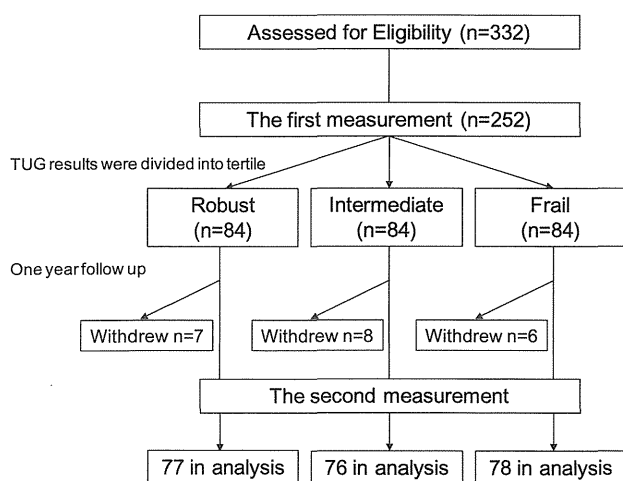 Assessed for Eligibility (n=332)
The first measurement (n=252)
TUG results were divided into tertile
Robust
(n=84)
Intermediate
(n=84)
Frail
(n=84)
One year follow up
Withdrew n=7
Withdrew n=8
Withdrew n=6
The second measurement
77 in analysis
76 in analysis
78 in analysis